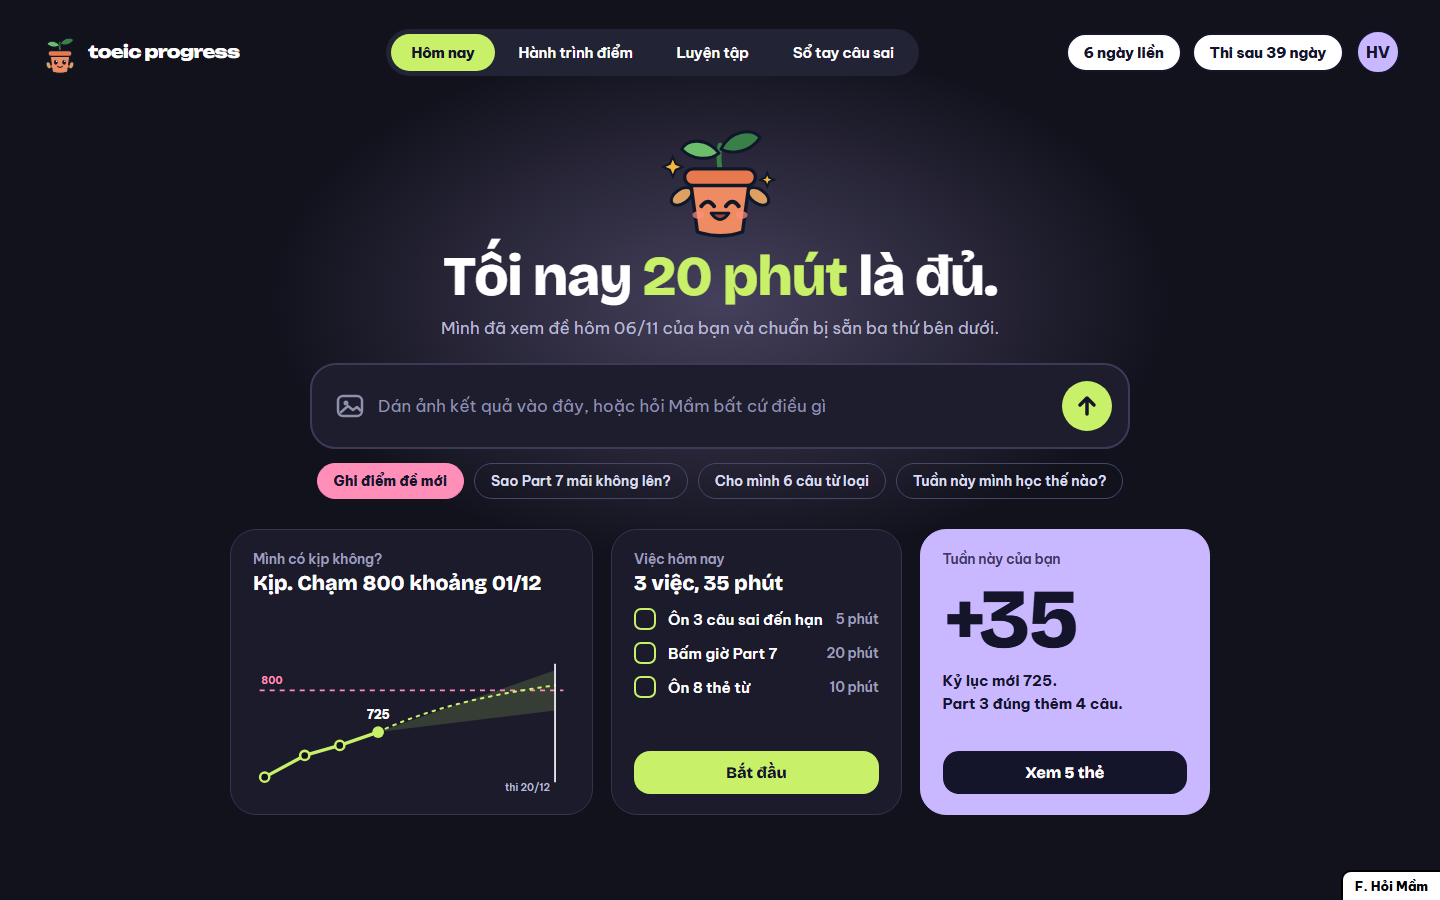 toeic progress
Hôm nay
Hành trình điểm
Luyện tập
Sổ tay câu sai
6 ngày liền
Thi sau 39 ngày
HV
Tối nay 20 phút là đủ.
Mình đã xem đề hôm 06/11 của bạn và chuẩn bị sẵn ba thứ bên dưới.
Dán ảnh kết quả vào đây, hoặc hỏi Mầm bất cứ điều gì
Ghi điểm đề mới
Sao Part 7 mãi không lên?
Cho mình 6 câu từ loại
Tuần này mình học thế nào?
Mình có kịp không?
Kịp. Chạm 800 khoảng 01/12
800
725
thi 20/12
Việc hôm nay
3 việc, 35 phút
Ôn 3 câu sai đến hạn 5 phút
Bấm giờ Part 7 20 phút
Ôn 8 thẻ từ 10 phút
Bắt đầu
Tuần này của bạn
+35
Kỷ lục mới 725.
Part 3 đúng thêm 4 câu.
Xem 5 thẻ
F. Hỏi Mầm